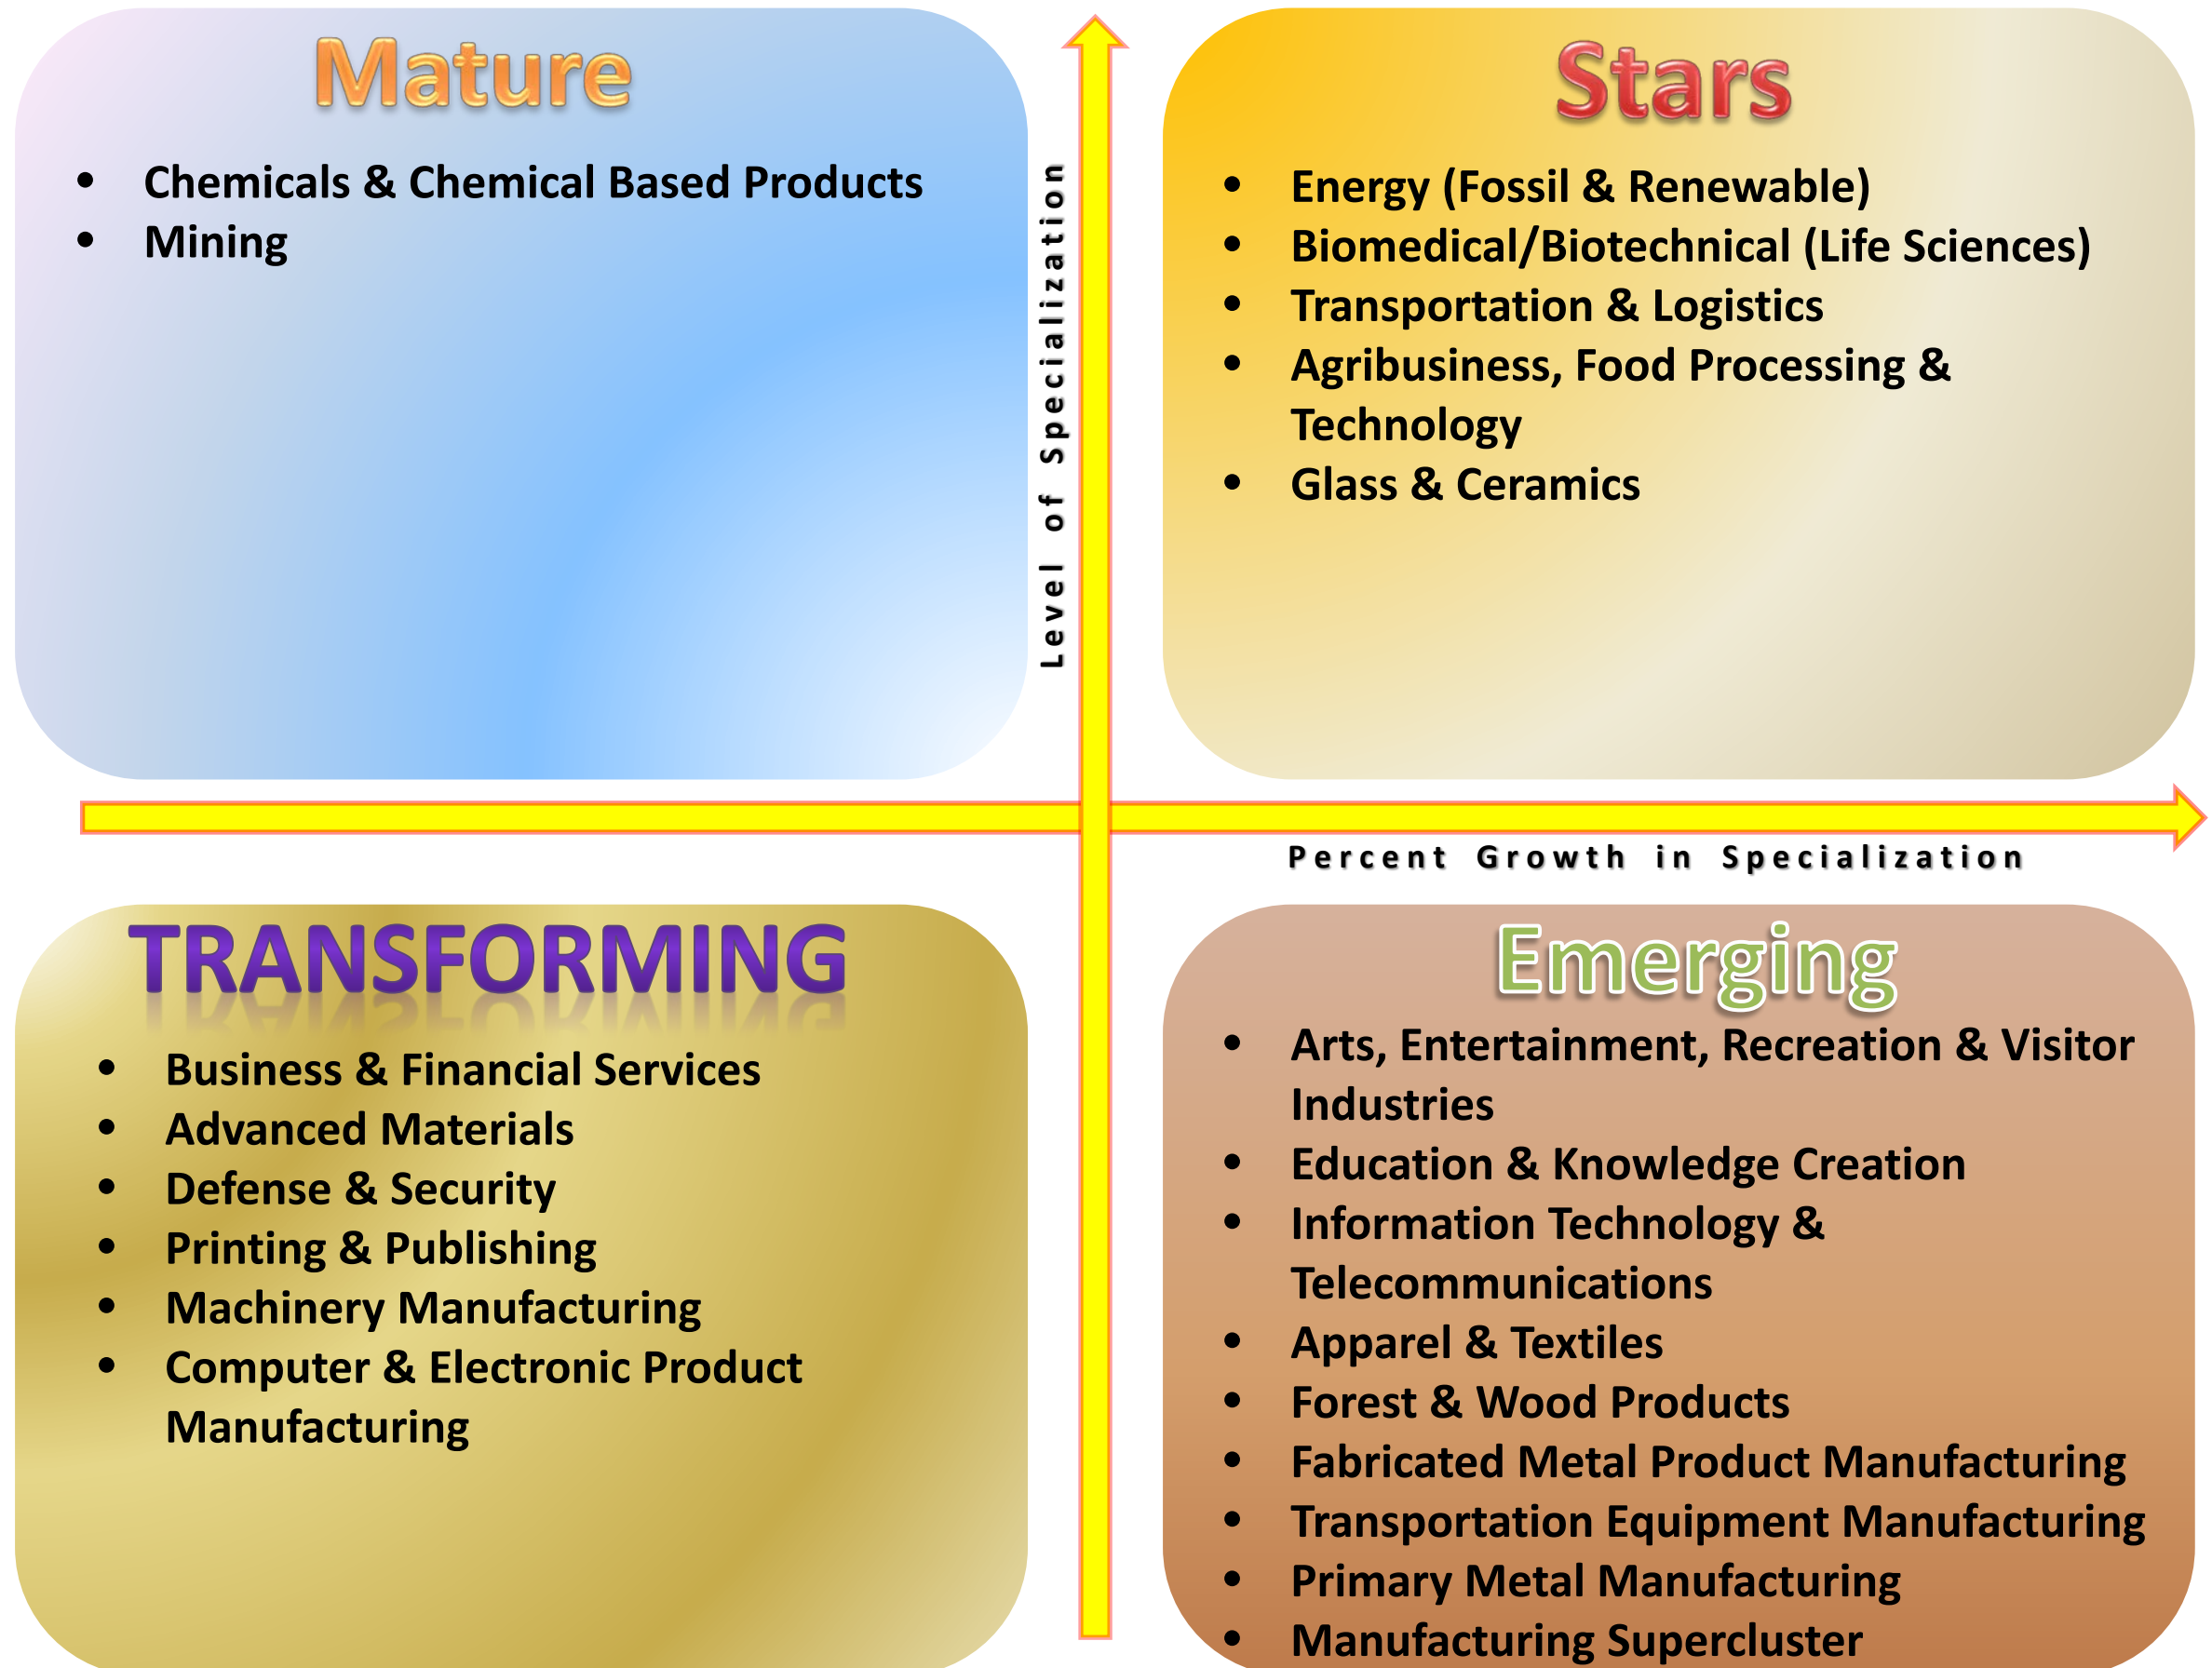 Mature
• Chemicals & Chemical Based Products
• Mining
Level of Specialization
Stars
• Energy (Fossil & Renewable)
• Biomedical/Biotechnical (Life Sciences)
• Transportation & Logistics
• Agribusiness, Food Processing &
Technology
• Glass & Ceramics
Percent Growth in Specialization
TRANSFORMING
• Business & Financial Services
• Advanced Materials
• Defense & Security
• Printing & Publishing
• Machinery Manufacturing
• Computer & Electronic Product
Manufacturing
Emerging
• Arts, Entertainment, Recreation & Visitor
Industries
• Education & Knowledge Creation
• Information Technology &
Telecommunications
• Apparel & Textiles
• Forest & Wood Products
• Fabricated Metal Product Manufacturing
• Transportation Equipment Manufacturing
• Primary Metal Manufacturing
• Manufacturing Supercluster